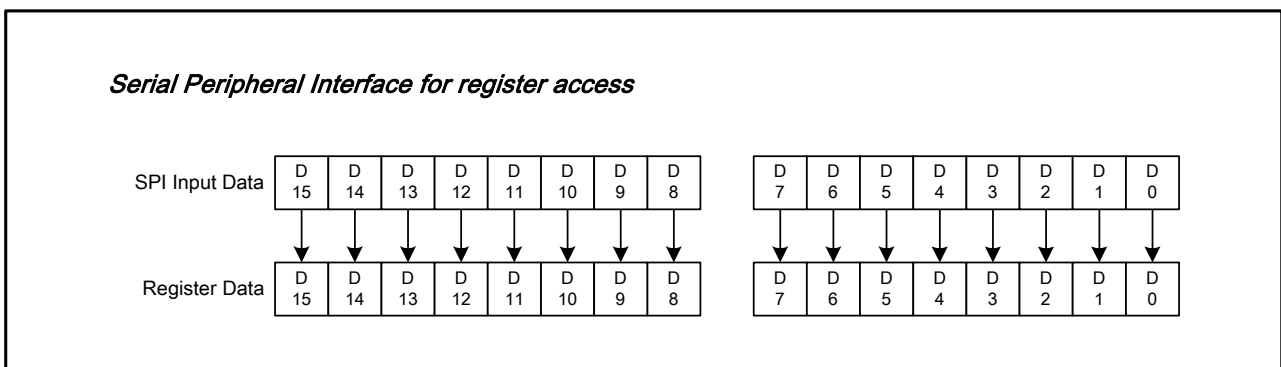 Serial Peripheral Interface for register access
SPI Input Data D 15 D 14 D 13 D 12 D 11 D 10 D 9 D 8 D 7 D 6 D 5 D 4 D 3 D 2 D 1 D 0
Register Data D 15 D 14 D 13 D 12 D 11 D 10 D 9 D 8 D 7 D 6 D 5 D 4 D 3 D 2 D 1 D 0